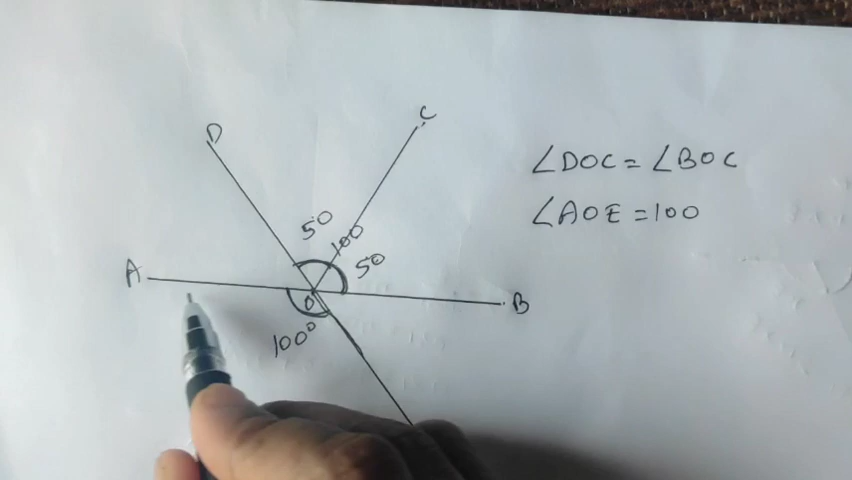 D
C
50
100
50
A
O
B
100°
∠DOC = ∠BOC
∠AOE = 100